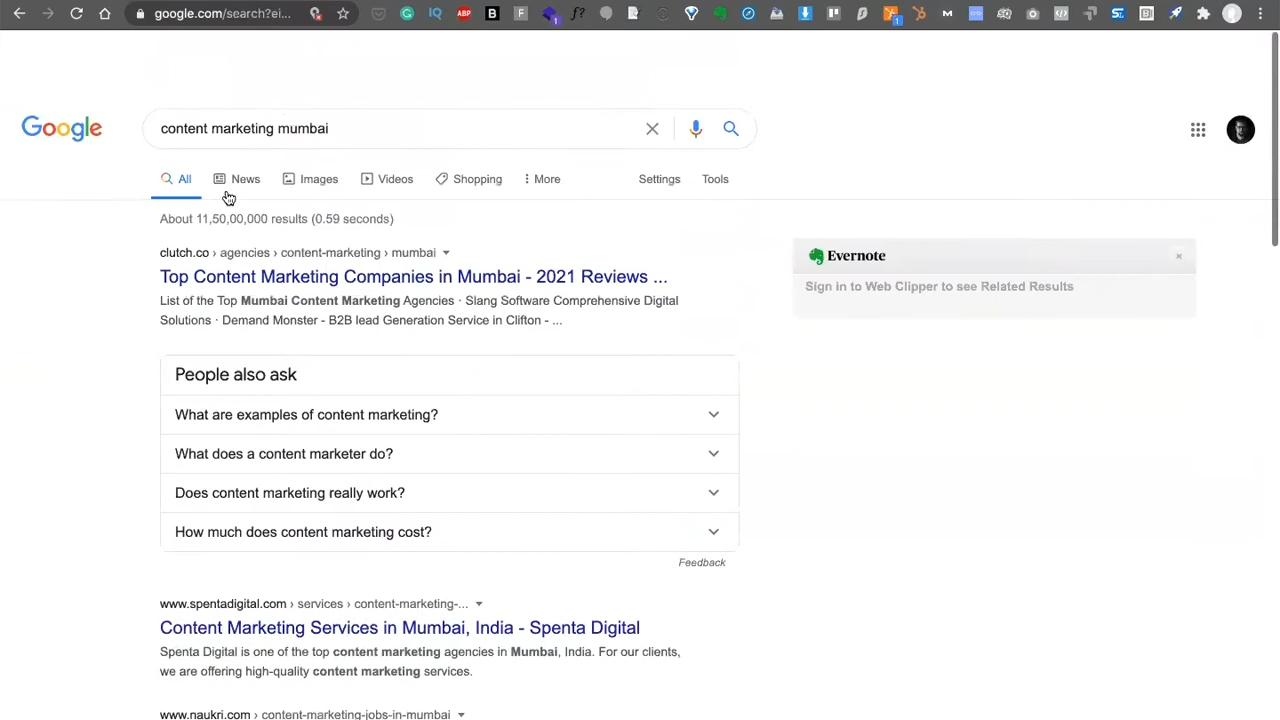 google.com/search?ei...
Google
content marketing mumbai
All News Images Videos Shopping More Settings Tools
About 11,50,00,000 results (0.59 seconds)
clutch.co › agencies › content-marketing › mumbai
Top Content Marketing Companies in Mumbai - 2021 Reviews ...
List of the Top Mumbai Content Marketing Agencies · Slang Software Comprehensive Digital
Solutions · Demand Monster - B2B lead Generation Service in Clifton - ...
Evernote
Sign in to Web Clipper to see Related Results
People also ask
What are examples of content marketing?
What does a content marketer do?
Does content marketing really work?
How much does content marketing cost?
Feedback
www.spentadigital.com › services › content-marketing-...
Content Marketing Services in Mumbai, India - Spenta Digital
Spenta Digital is one of the top content marketing agencies in Mumbai, India. For our clients,
we are offering high-quality content marketing services.
www.naukri.com › content-marketing-jobs-in-mumbai